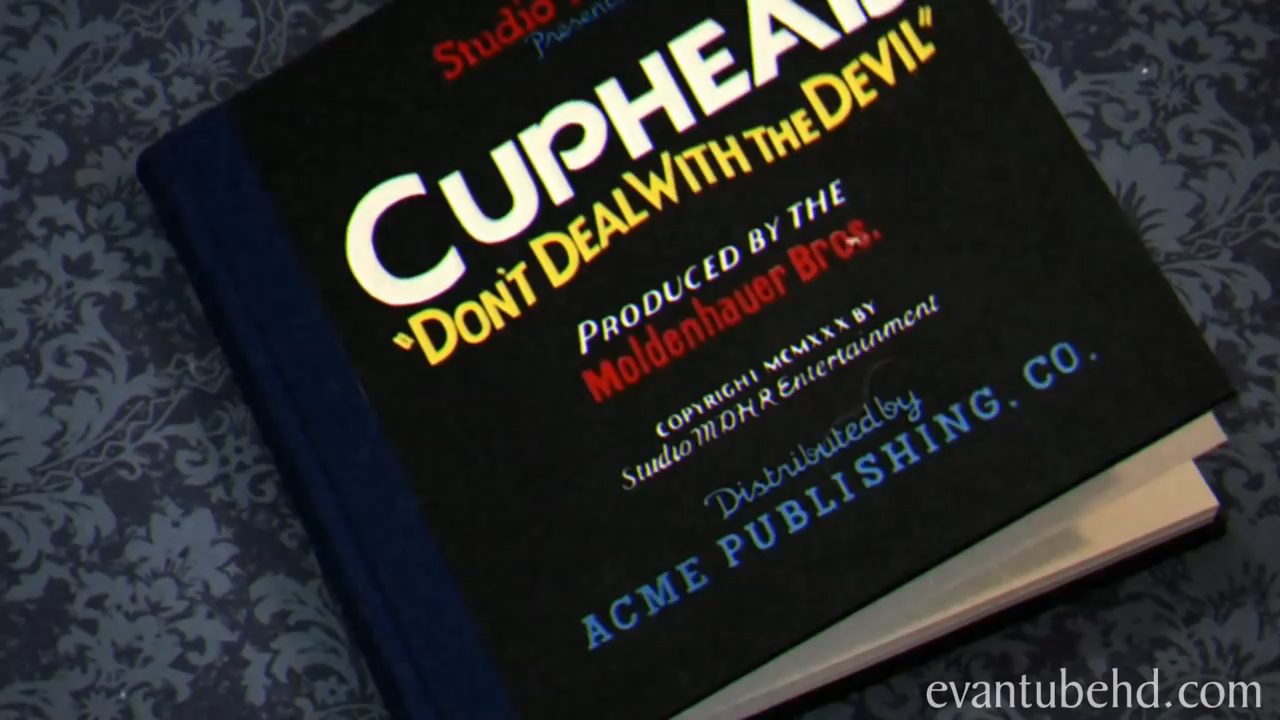 Studio
Presents
CUPHEAD
"DON'T DEAL WITH THE DEVIL"
PRODUCED BY THE
Moldenhauer Bros.
COPYRIGHT MCMXXX BY
Studio MDHR Entertainment
Distributed by
ACME PUBLISHING. CO.
evantubehd.com